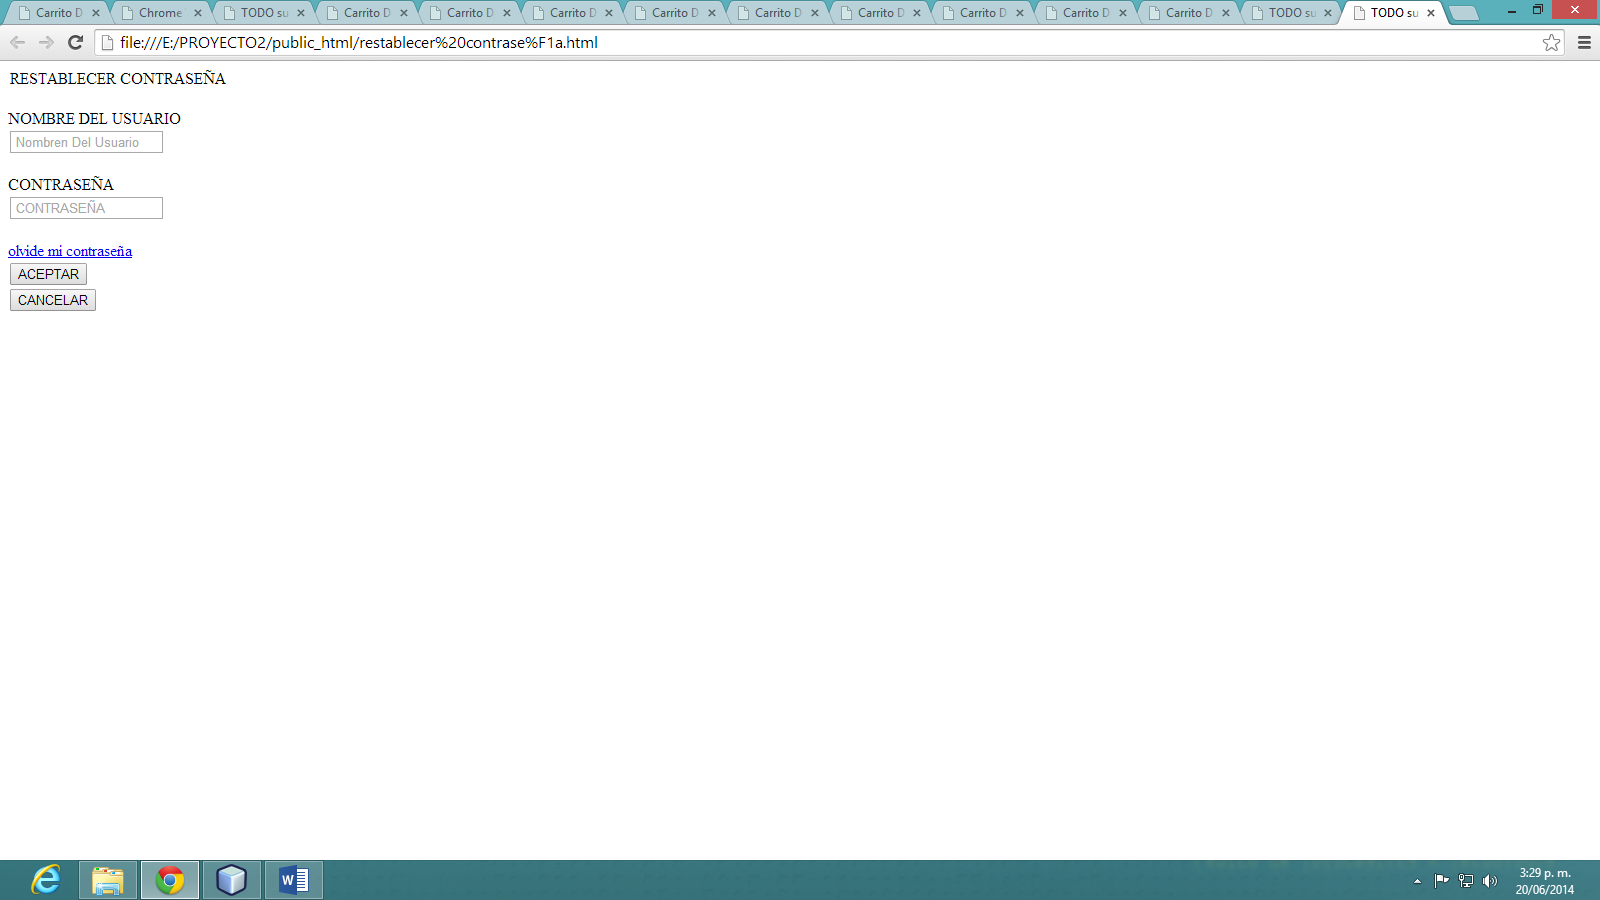 Carrito D
Chrome
TODO su
Carrito D
Carrito D
Carrito D
Carrito D
Carrito D
Carrito D
Carrito D
Carrito D
Carrito D
TODO su
TODO su
file:///E:/PROYECTO2/public_html/restablecer%20contrase%F1a.html
RESTABLECER CONTRASEÑA
NOMBRE DEL USUARIO
Nombren Del Usuario
CONTRASEÑA
CONTRASEÑA
olvide mi contraseña
ACEPTAR
CANCELAR
3:29 p. m.
20/06/2014